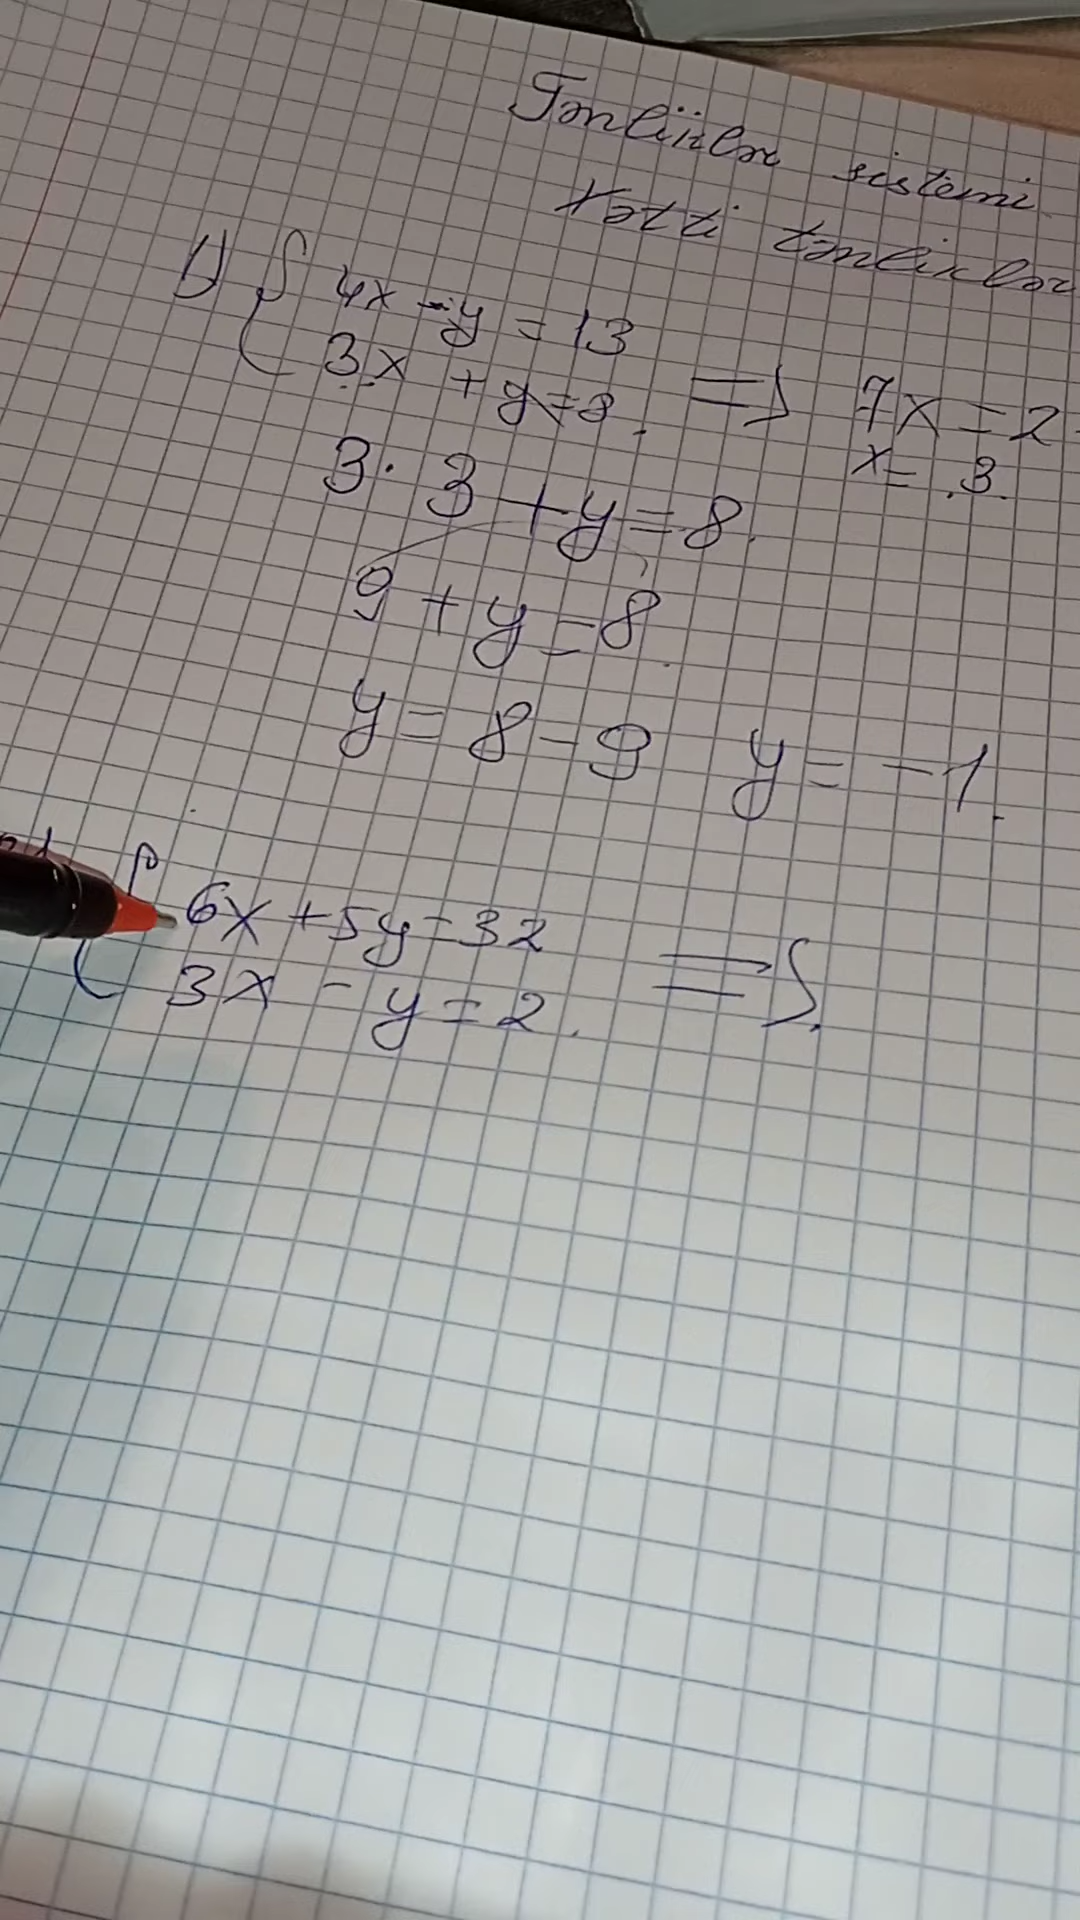 Tənliklər sistemi
Xətti tənliklər
1) { 4x - y = 13
3x + y = 8. => 7x = 2
x = 3.
3 · 3 + y = 8.
9 + y = 8.
y = 8 - 9 y = -1.
{ 6x + 5y = 32
3x - y = 2. =>